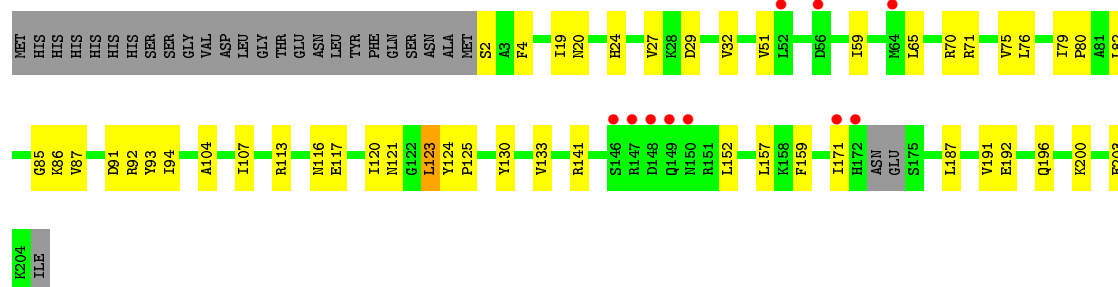 MET HIS HIS HIS HIS HIS HIS SER SER GLY VAL ASP LEU GLY THR GLU ASN LEU TYR PHE GLN SER ASN ALA MET S2 A3 F4 I19 N20 H24 V27 K28 D29 V32 V51 L52 D56 I59 M64 L65 R70 R71 V75 L76 I79 P80 A81 L82
G85 K86 V87 D91 R92 Y93 I94 A104 I107 R113 N116 E117 I120 N121 G122 L123 Y124 P125 Y130 V133 R141 S146 R147 D148 Q149 N150 R151 L152 L157 K158 F159 I171 H172 ASN GLU S175 L187 V191 E192 Q196 K200
K204 ILE